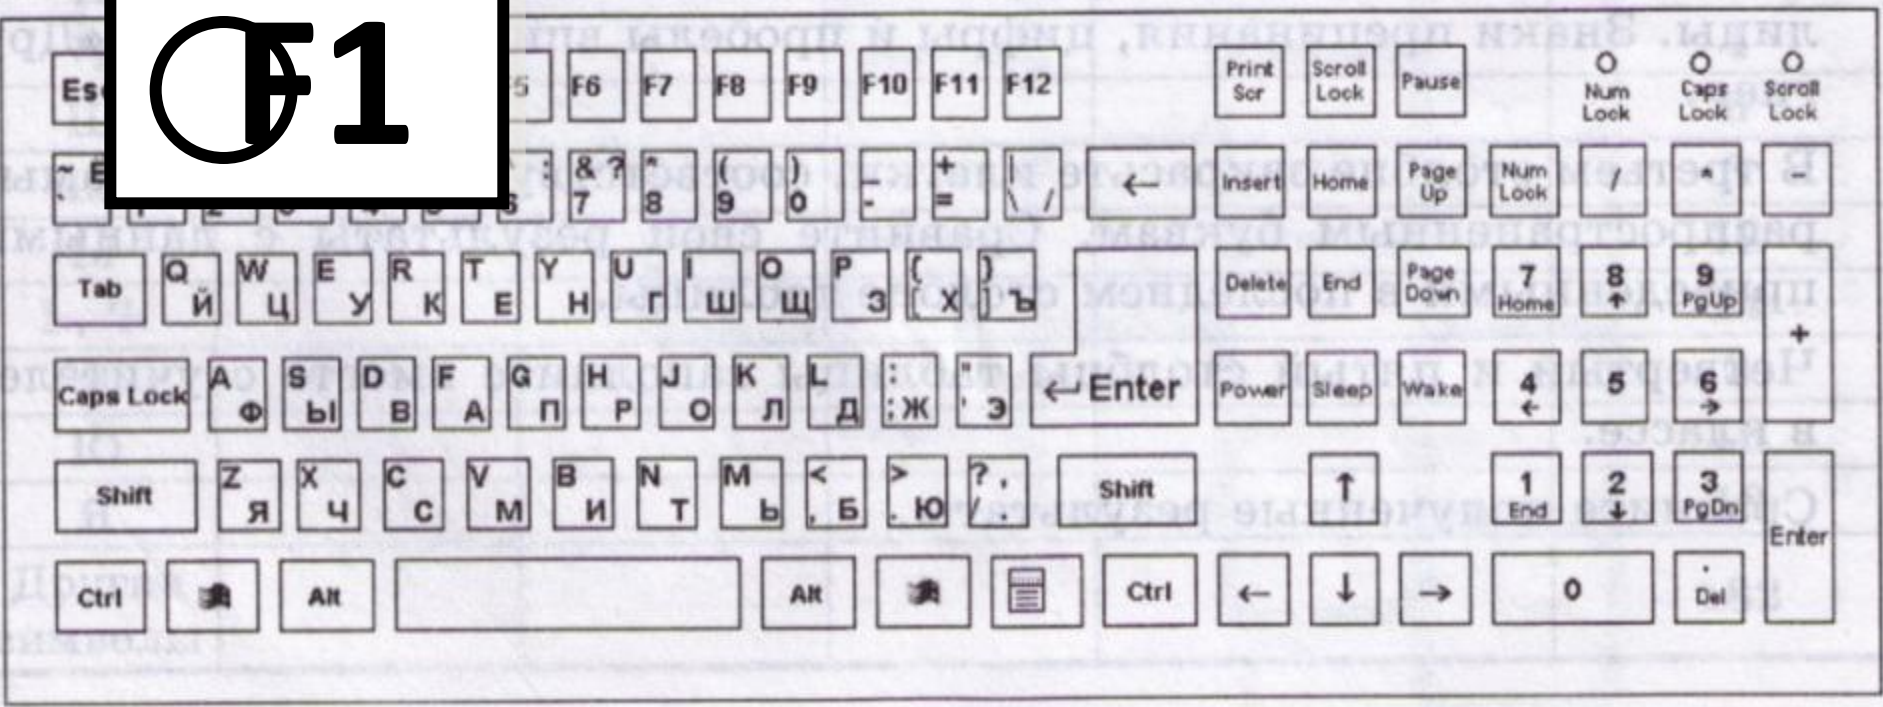 F1
Esc F6 F7 F8 F9 F10 F11 F12 Print Scr Scroll Lock Pause Num Lock Caps Lock Scroll Lock
~ & ? 7 * 8 ( 9 ) 0 _ - + = | \ / ← Insert Home Page Up Num Lock / * -
Tab Q Й W Ц E У R К T Е Y Н U Г I Ш O Щ P З { [ Х } ] Ъ Delete End Page Down 7 Home 8 ↑ 9 PgUp +
Caps Lock A Ф S Ы D В F А G П H Р J О K Л L Д : ; Ж " ' Э ↵ Enter Power Sleep Wake 4 ← 5 6 →
Shift Z Я X Ч C С V М B И N Т M Ь < , Б > . Ю ? , / . Shift ↑ 1 End 2 ↓ 3 PgDn Enter
Ctrl Alt Alt Ctrl ← ↓ → 0 . Del